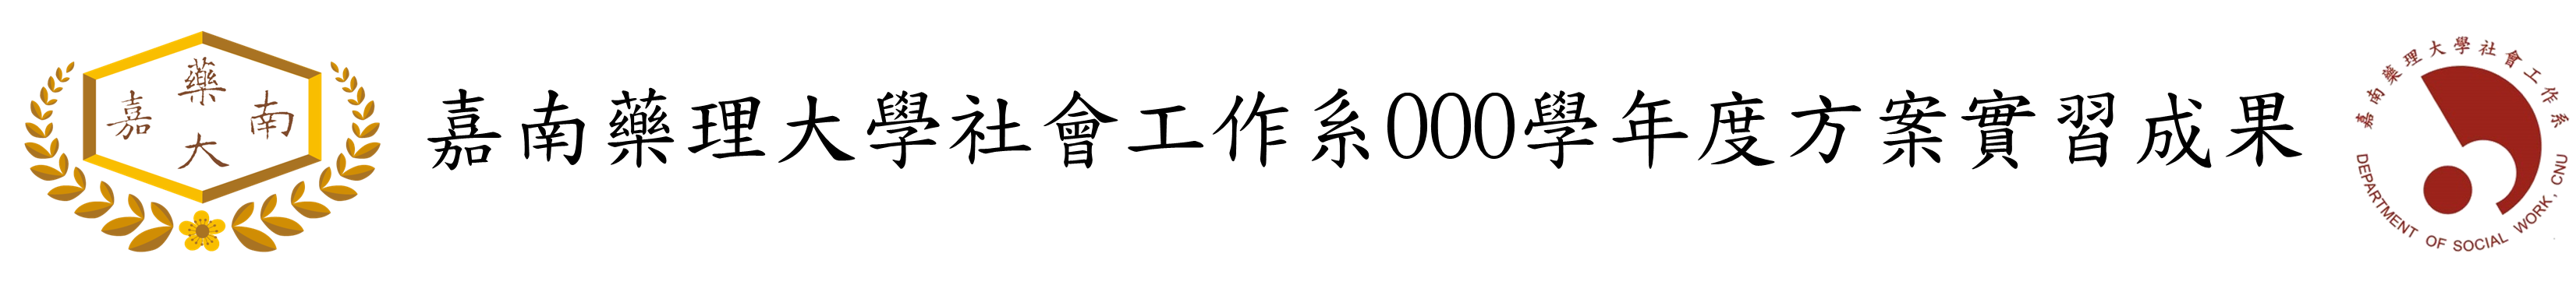 嘉藥南大
嘉南藥理大學社會工作系000學年度方案實習成果
嘉南藥理大學社會工作系
DEPARTMENT OF SOCIAL WORK, CNU